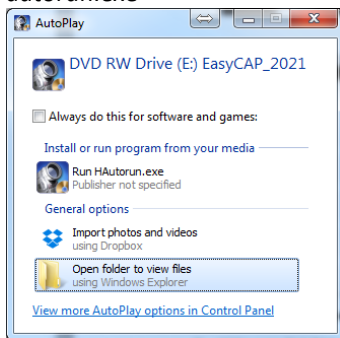 AutoPlay
DVD RW Drive (E:) EasyCAP_2021
Always do this for software and games:
Install or run program from your media
Run HAutorun.exe
Publisher not specified
General options
Import photos and videos
using Dropbox
Open folder to view files
using Windows Explorer
View more AutoPlay options in Control Panel